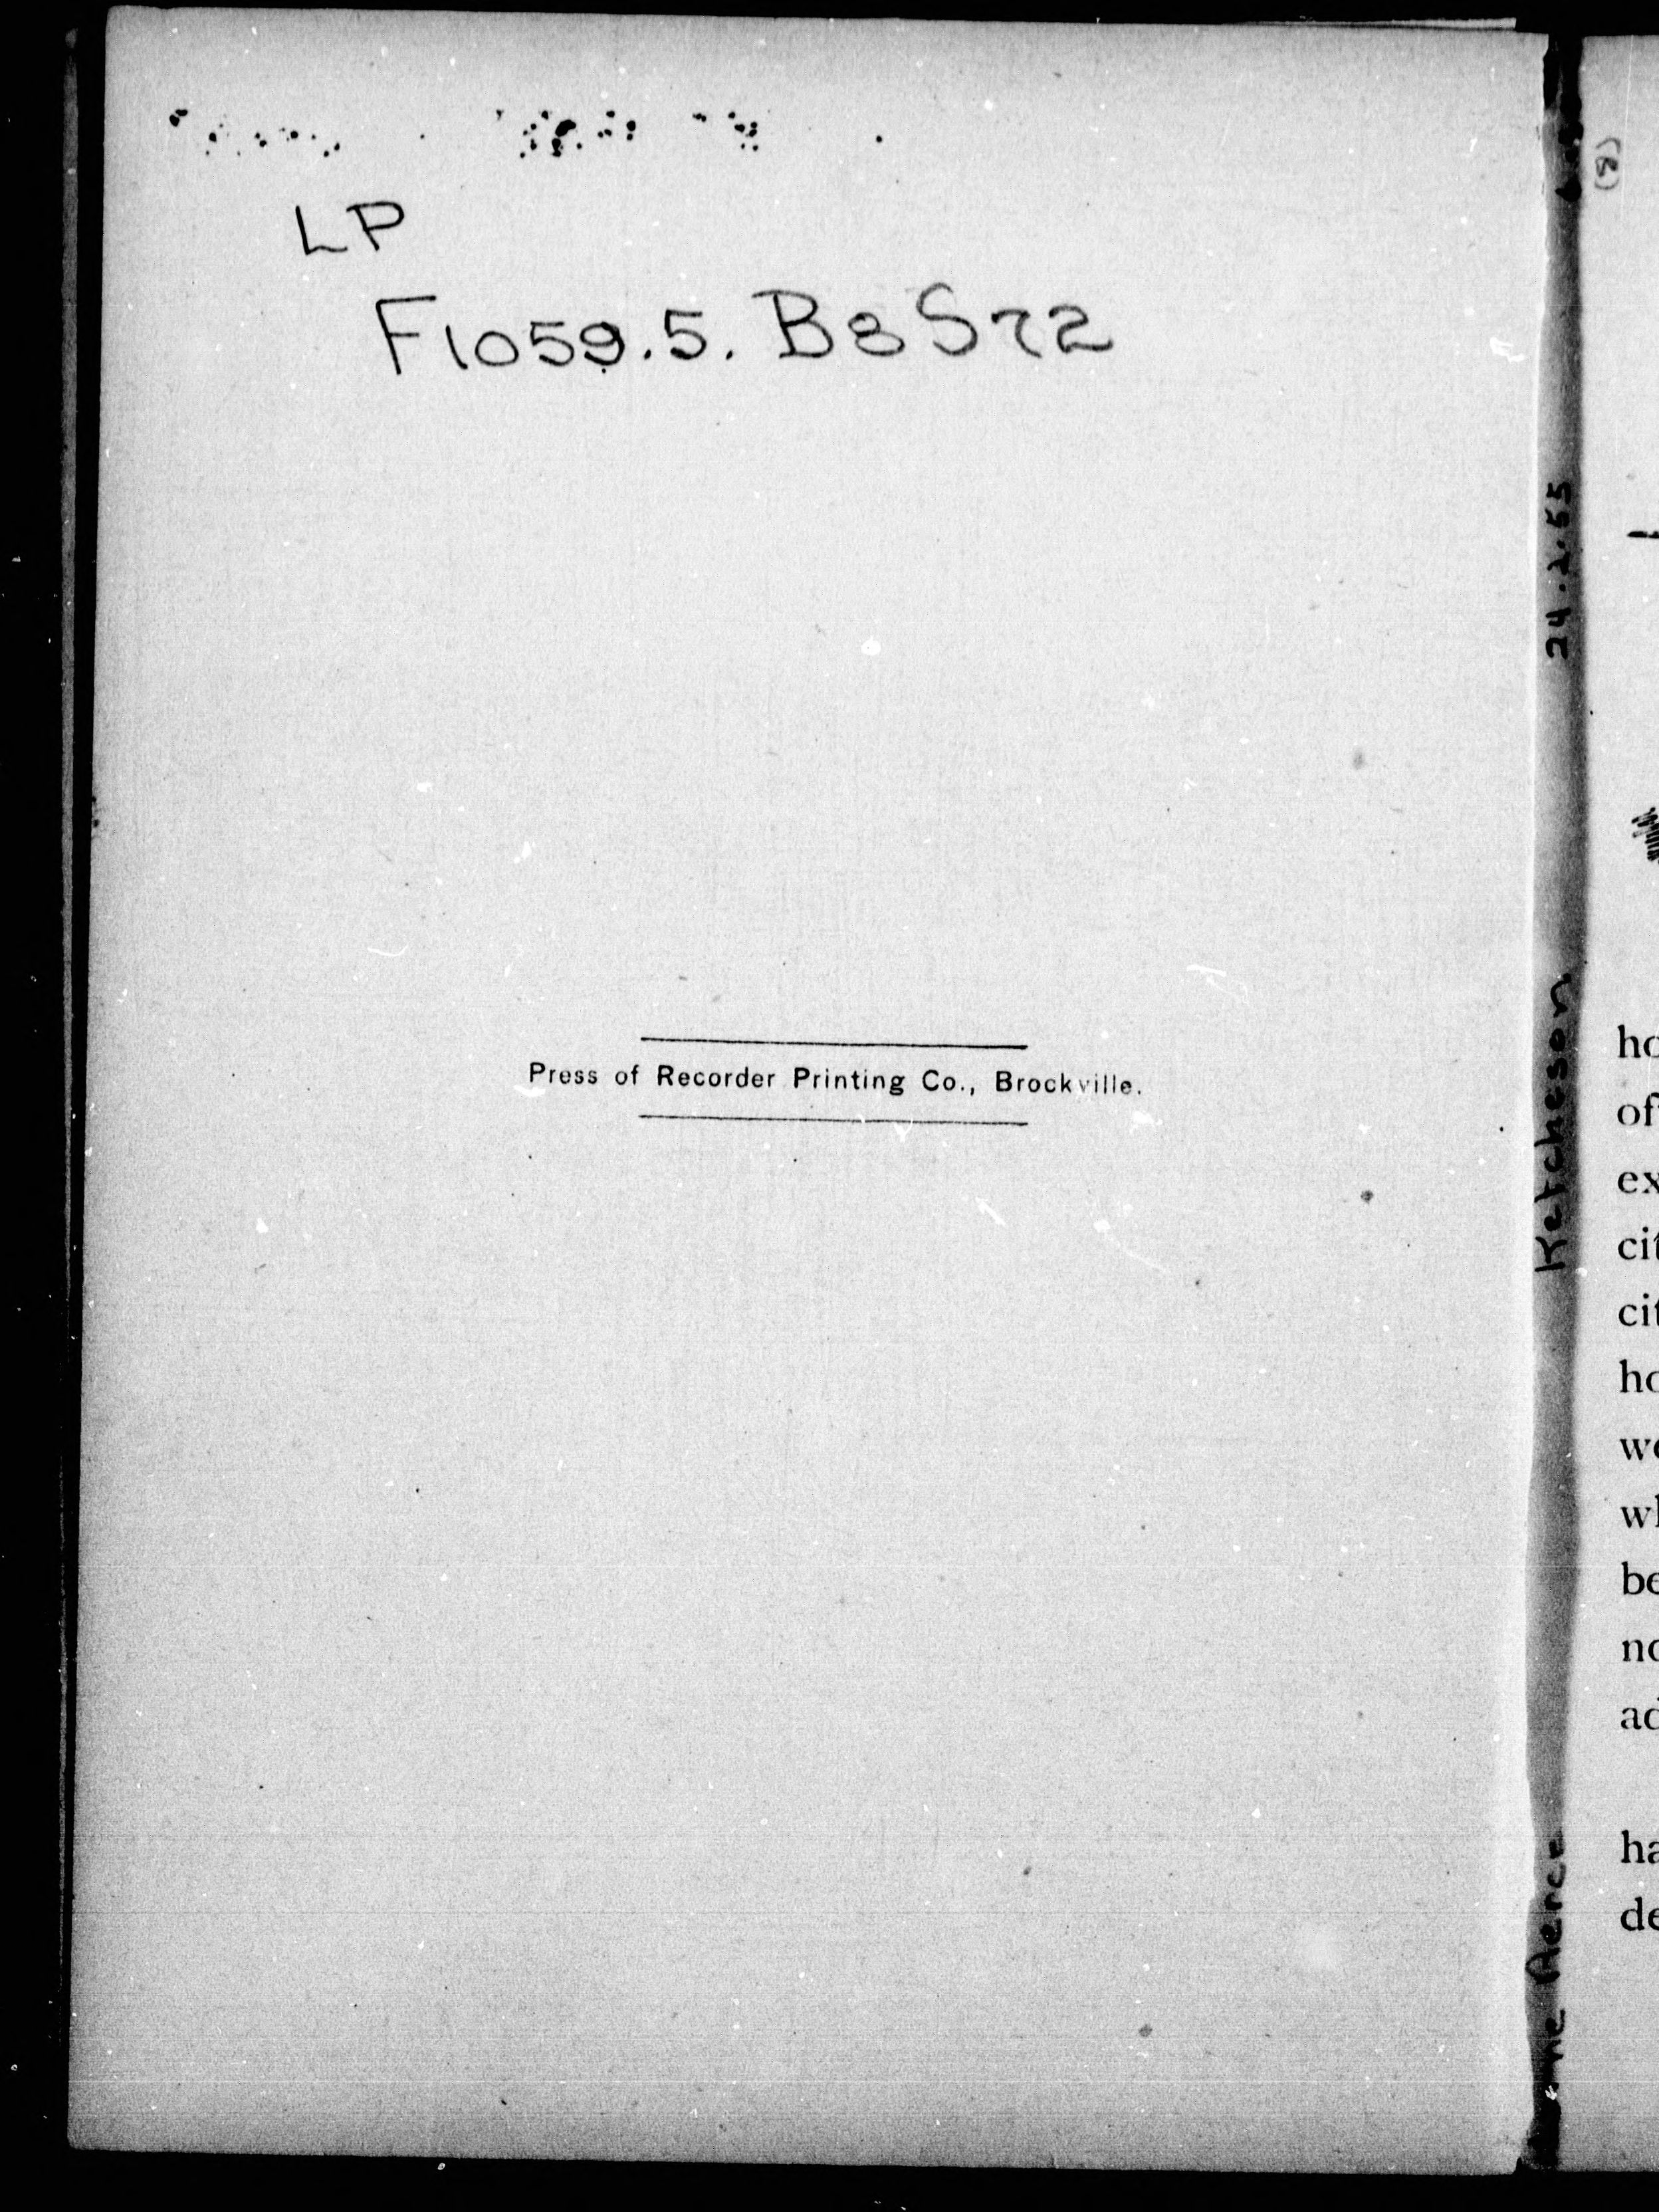 LP
F1059.5.B8S72
Press of Recorder Printing Co., Brockville.
24.2.55
Ketcheson
(8)
ho
of
ex
cit
cit
ho
we
wh
be
no
ad
ha
de